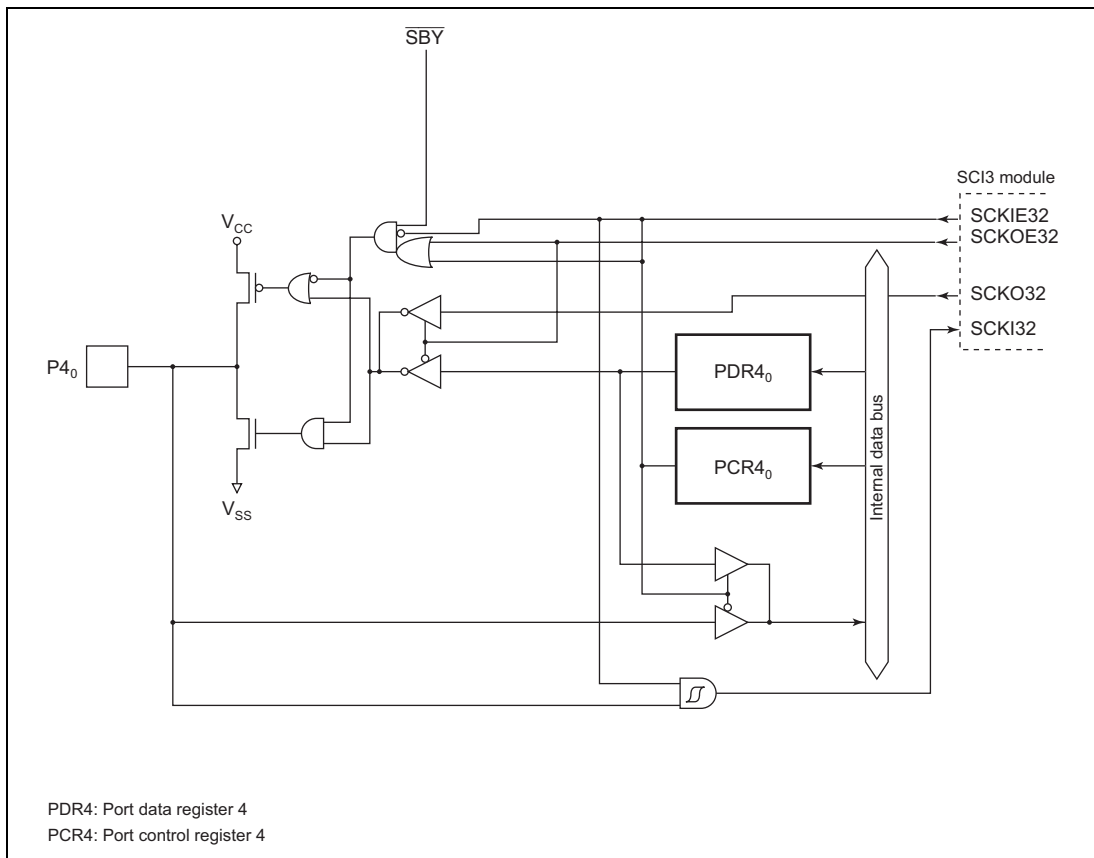 SBY
SCI3 module
VCC
SCKIE32
SCKOE32
SCKO32
SCKI32
P40
PDR40
PCR40
Internal data bus
VSS
PDR4: Port data register 4
PCR4: Port control register 4